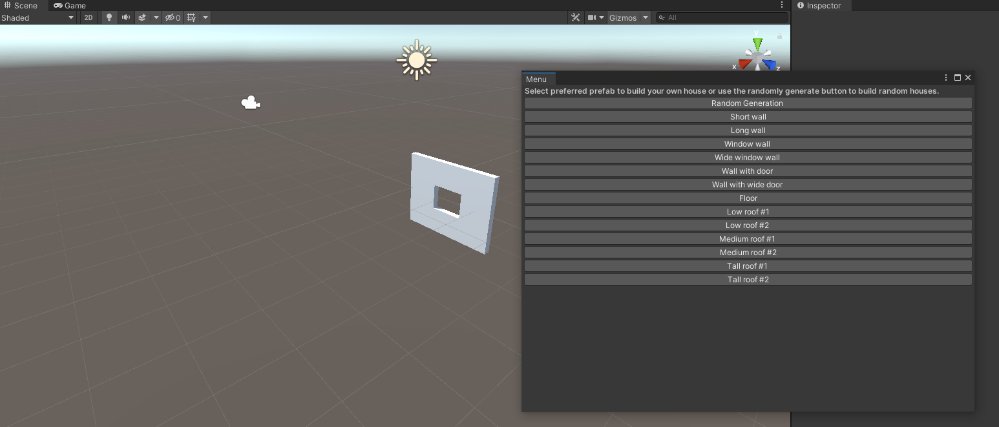 Scene Game
Inspector
Shaded 2D 0 Gizmos All
y
x z
Menu
Select preferred prefab to build your own house or use the randomly generate button to build random houses.
Random Generation
Short wall
Long wall
Window wall
Wide window wall
Wall with door
Wall with wide door
Floor
Low roof #1
Low roof #2
Medium roof #1
Medium roof #2
Tall roof #1
Tall roof #2